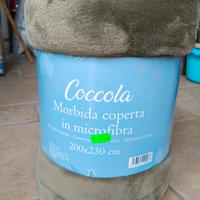 Coccola
Morbida coperta
in microfibra
200x230 cm